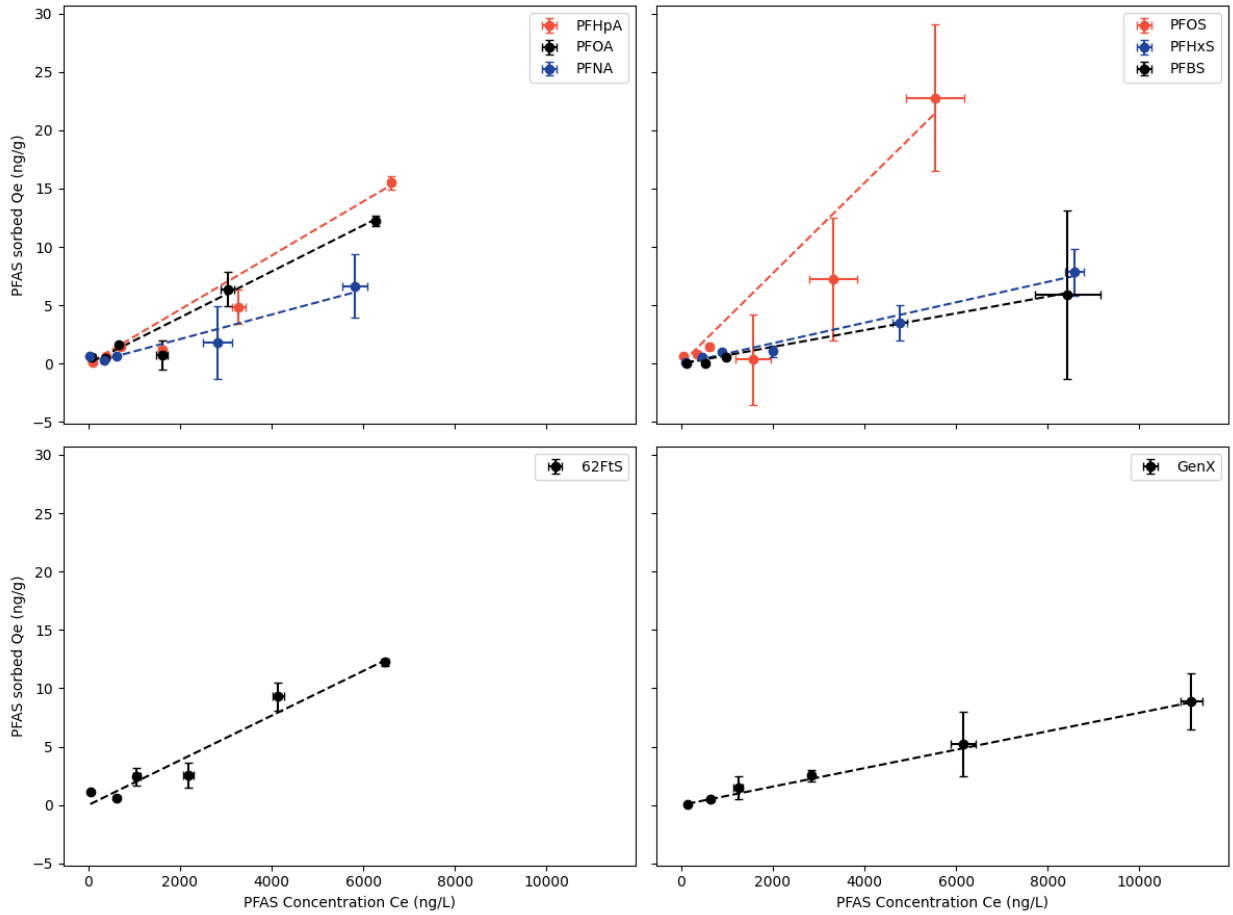 30
25
20
15
10
5
0
−5
PFAS sorbed Qe (ng/g)
PFHpA
PFOA
PFNA
PFOS
PFHxS
PFBS
30
25
20
15
10
5
0
−5
PFAS sorbed Qe (ng/g)
62FtS
0 2000 4000 6000 8000 10000
PFAS Concentration Ce (ng/L)
GenX
0 2000 4000 6000 8000 10000
PFAS Concentration Ce (ng/L)